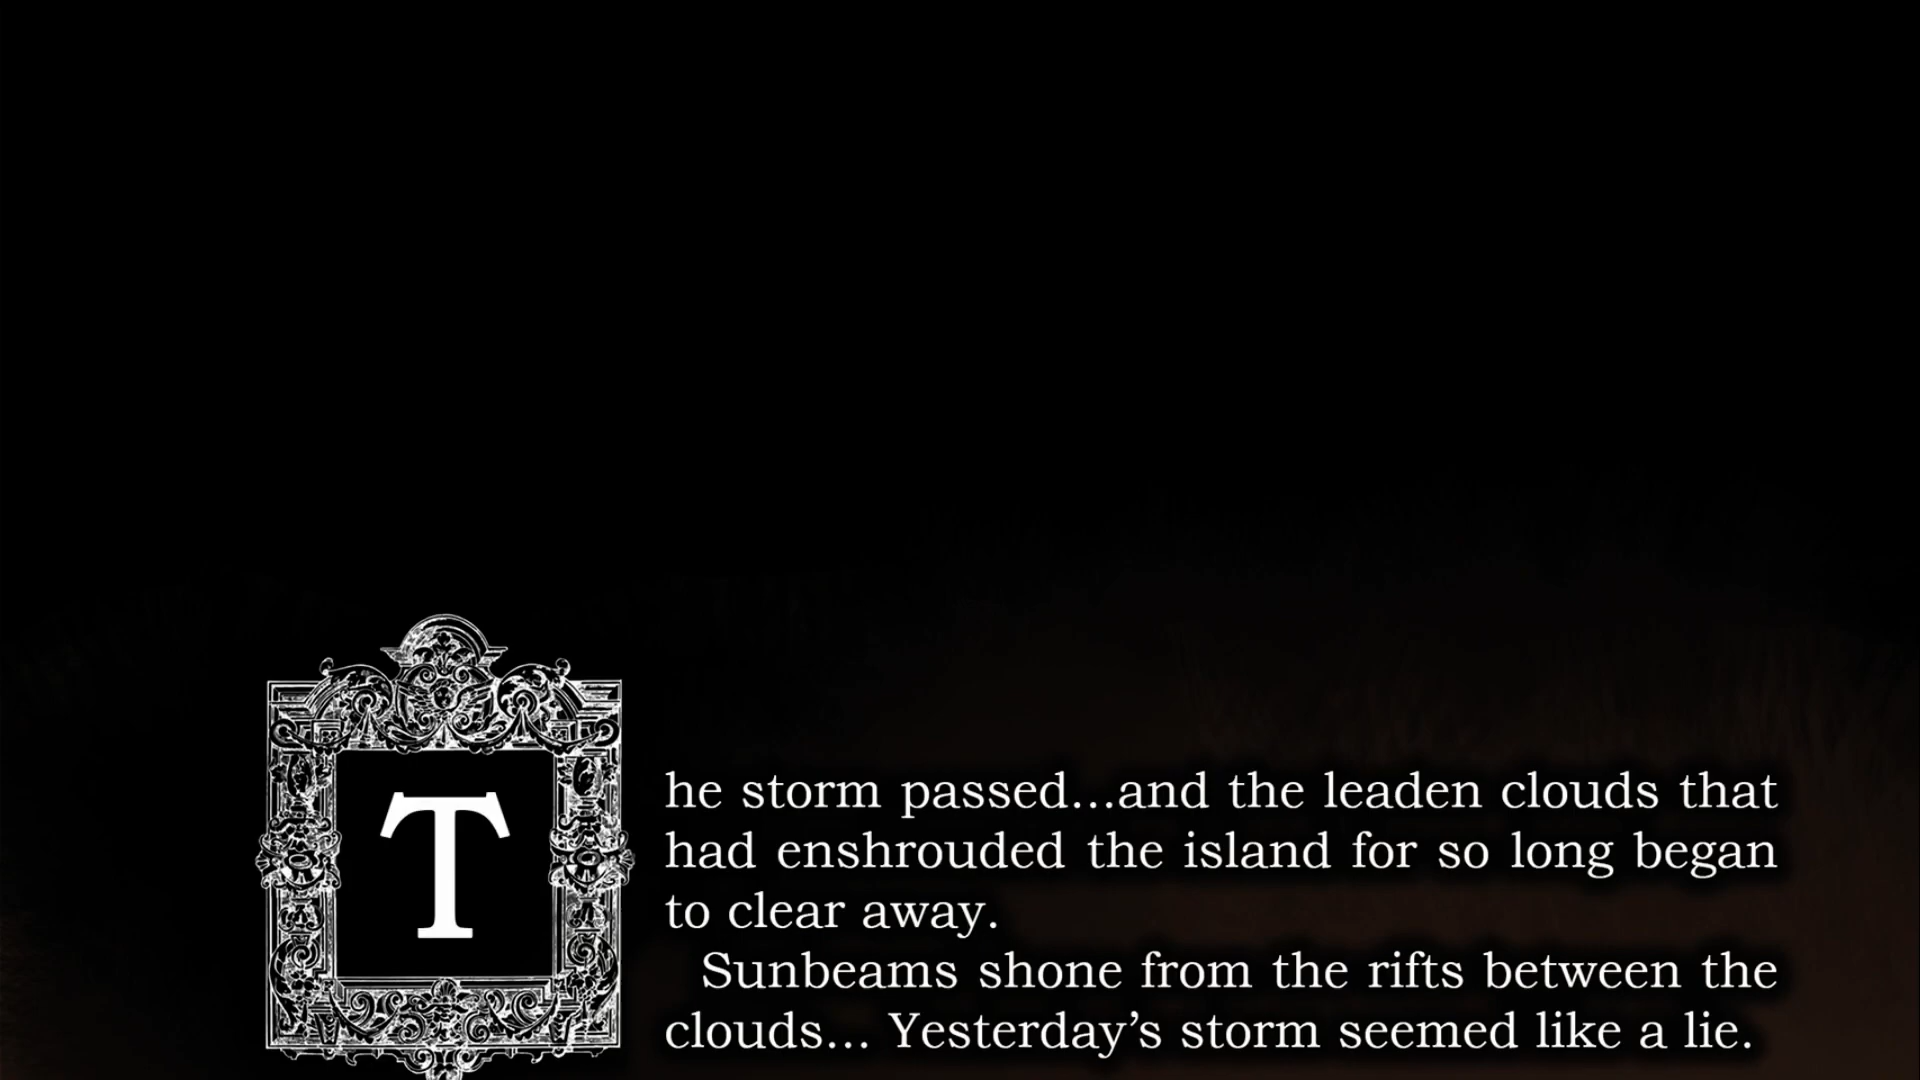 The storm passed...and the leaden clouds that
had enshrouded the island for so long began
to clear away.
Sunbeams shone from the rifts between the
clouds... Yesterday’s storm seemed like a lie.